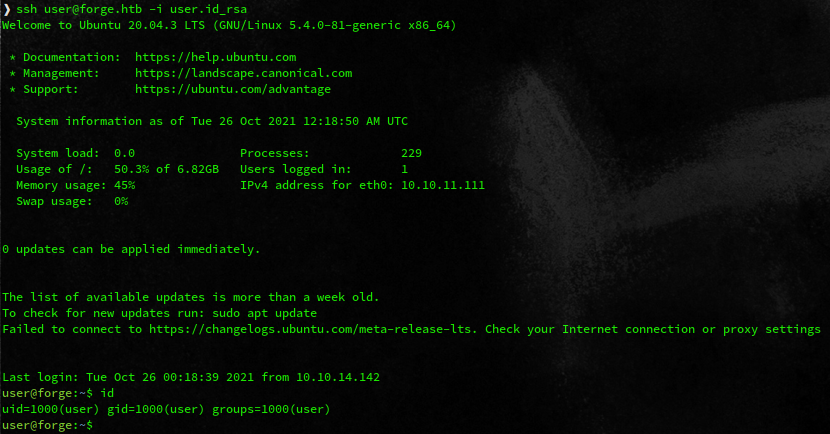 ❯ ssh user@forge.htb -i user.id_rsa
Welcome to Ubuntu 20.04.3 LTS (GNU/Linux 5.4.0-81-generic x86_64)
* Documentation:  https://help.ubuntu.com
* Management:     https://landscape.canonical.com
* Support:        https://ubuntu.com/advantage
System information as of Tue 26 Oct 2021 12:18:50 AM UTC
System load:  0.0               Processes:             229
Usage of /:   50.3% of 6.82GB   Users logged in:       1
Memory usage: 45%               IPv4 address for eth0: 10.10.11.111
Swap usage:   0%
0 updates can be applied immediately.
The list of available updates is more than a week old.
To check for new updates run: sudo apt update
Failed to connect to https://changelogs.ubuntu.com/meta-release-lts. Check your Internet connection or proxy settings
Last login: Tue Oct 26 00:18:39 2021 from 10.10.14.142
user@forge:~$ id
uid=1000(user) gid=1000(user) groups=1000(user)
user@forge:~$